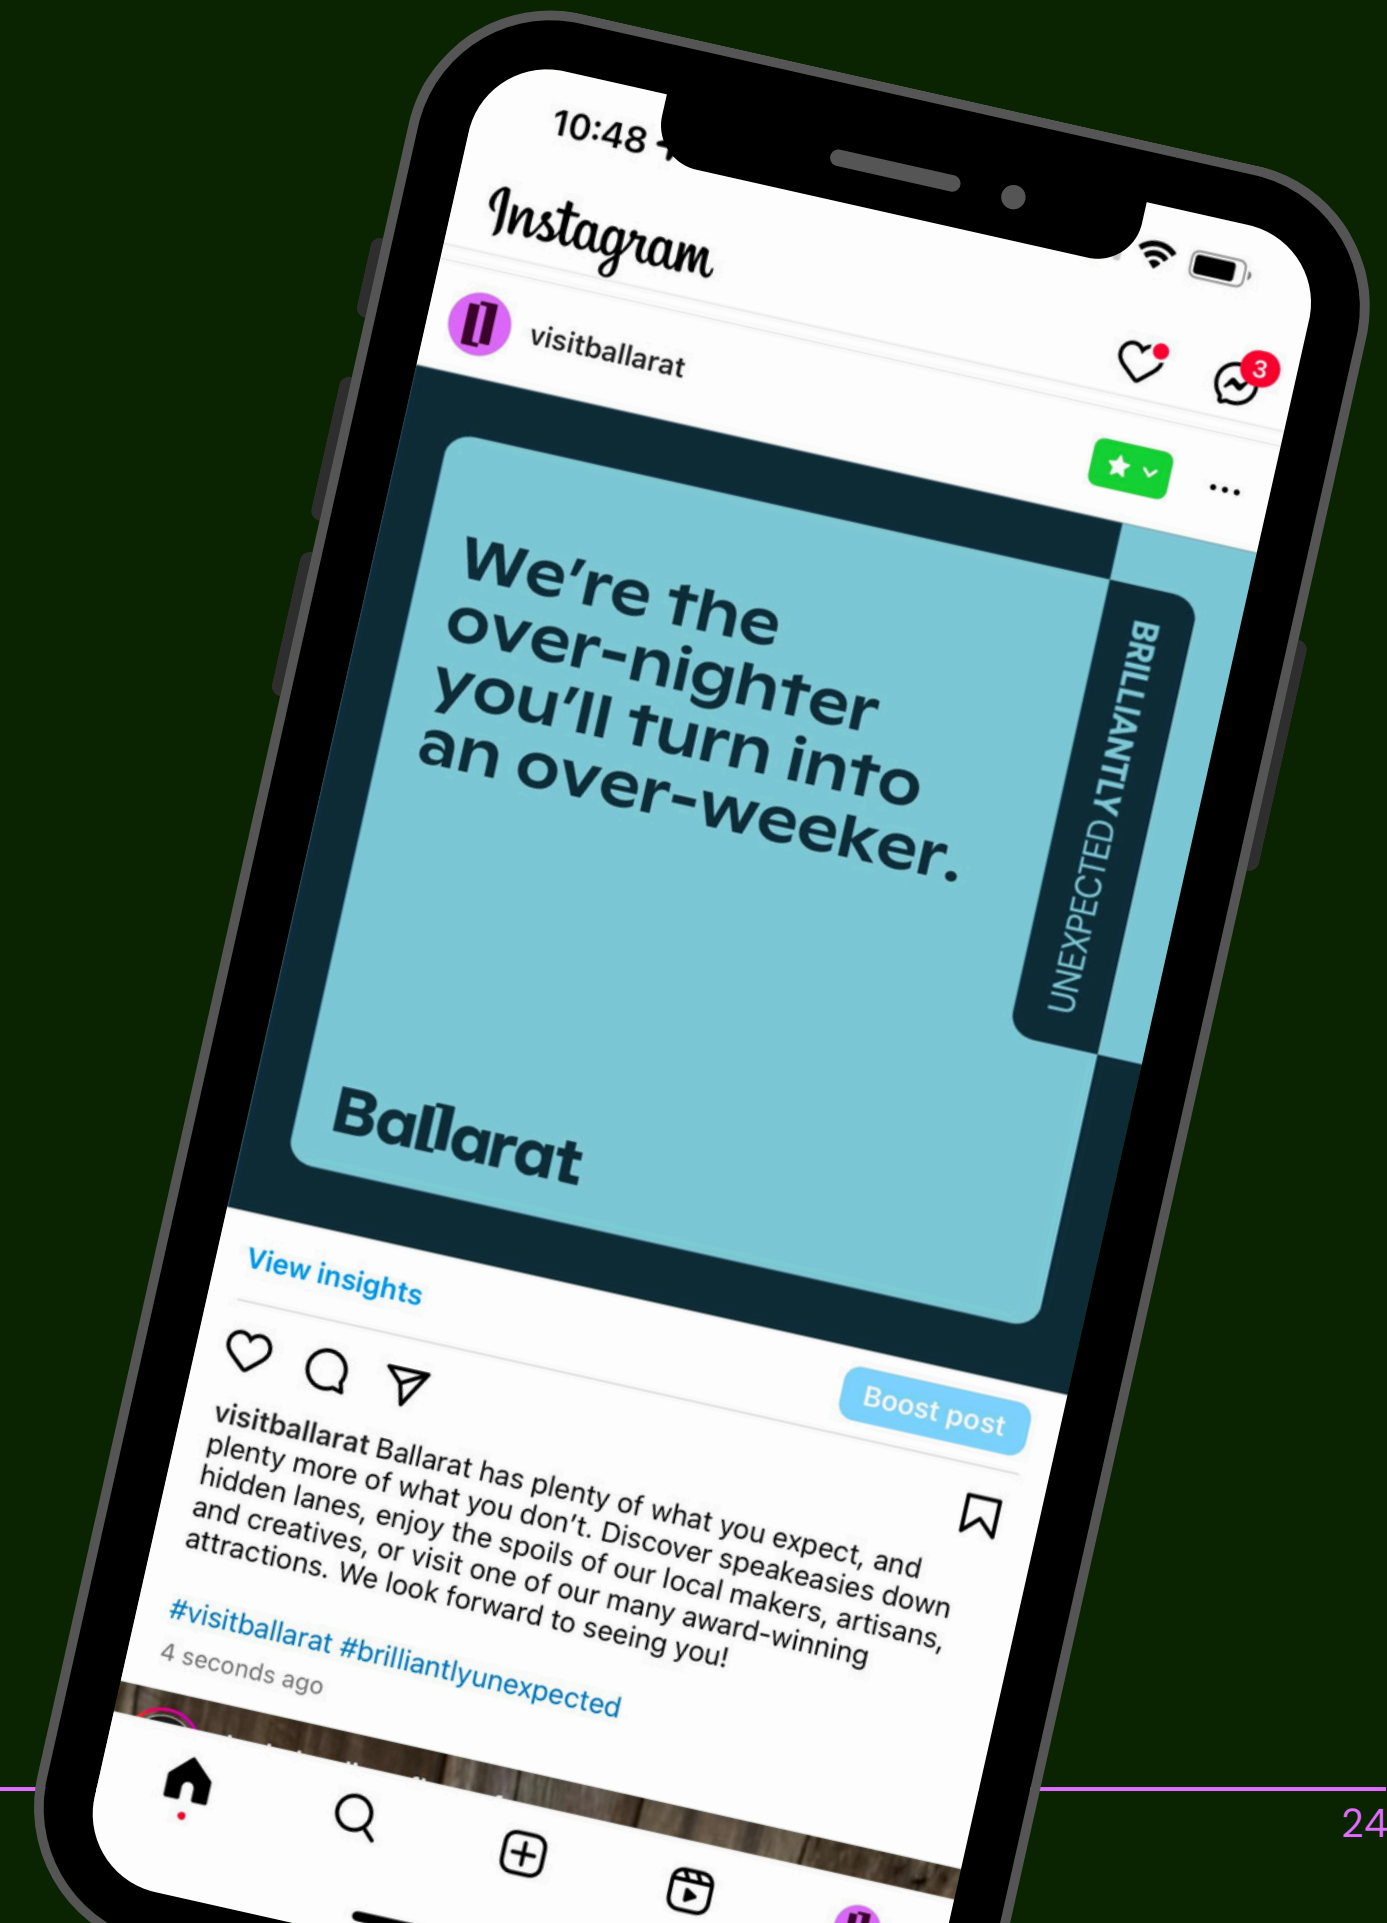 10:48
Instagram
3
visitballarat
We're the
over-nighter
you'll turn into
an over-weeker.
BRILLIANTLY UNEXPECTED
Ballarat
View insights
Boost post
visitballarat Ballarat has plenty of what you expect, and
plenty more of what you don't. Discover speakeasies down
hidden lanes, enjoy the spoils of our local makers, artisans,
and creatives, or visit one of our many award-winning
attractions. We look forward to seeing you!
#visitballarat #brilliantlyunexpected
4 seconds ago
24